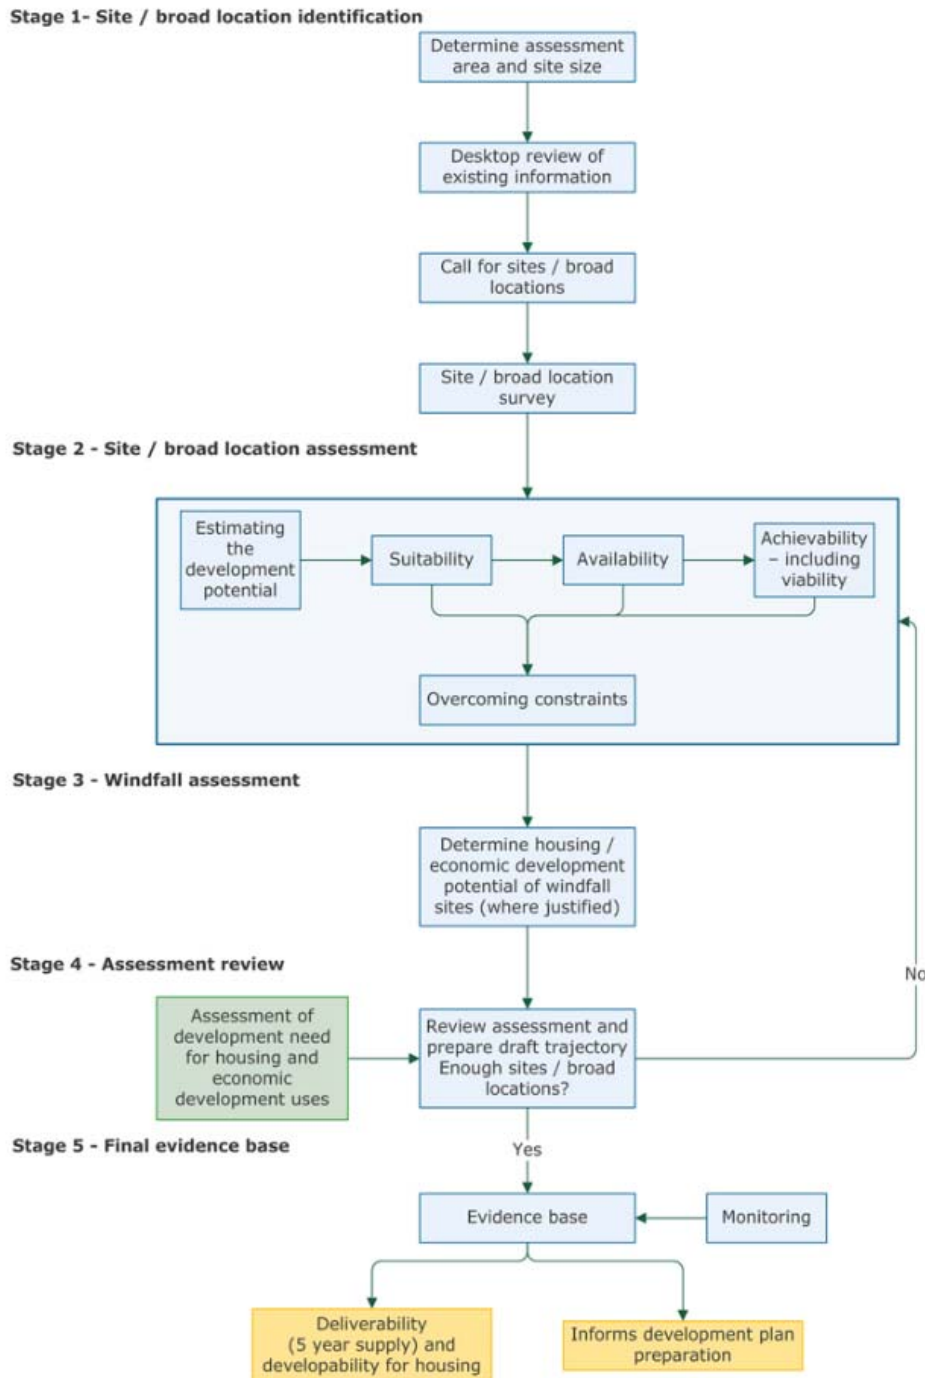 Stage 1- Site / broad location identification
Determine assessment
area and site size
Desktop review of
existing information
Call for sites / broad
locations
Site / broad location
survey
Stage 2 - Site / broad location assessment
Estimating
the
development
potential
Suitability
Availability
Achievability
– including
viability
Overcoming constraints
Stage 3 - Windfall assessment
Determine housing /
economic development
potential of windfall
sites (where justified)
Stage 4 - Assessment review
No
Assessment of
development need
for housing and
economic
development uses
Review assessment and
prepare draft trajectory
Enough sites / broad
locations?
Stage 5 - Final evidence base
Yes
Evidence base
Monitoring
Deliverability
(5 year supply) and
developability for housing
Informs development plan
preparation